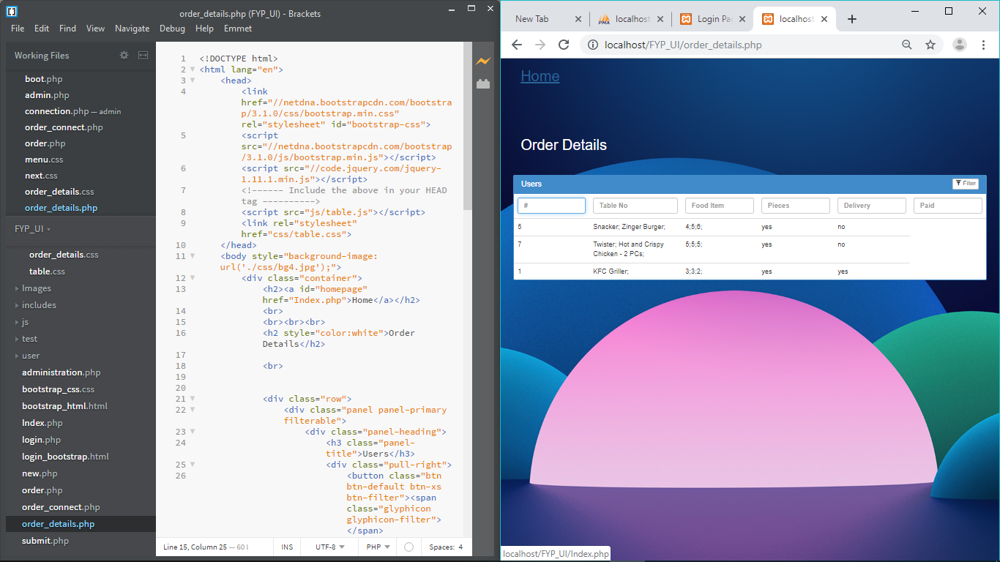 order_details.php (FYP_UI) - Brackets
File Edit Find View Navigate Debug Help Emmet
Working Files
boot.php
admin.php
connection.php — admin
order_connect.php
order.php
menu.css
next.css
order_details.css
order_details.php
FYP_UI
order_details.css
table.css
Images
includes
js
test
user
administration.php
bootstrap_css.css
bootstrap_html.html
Index.php
login.php
login_bootstrap.html
new.php
order.php
order_connect.php
order_details.php
submit.php
1 <!DOCTYPE html>
2 <html lang="en">
3 <head>
4 <link
href="//netdna.bootstrapcdn.com/bootstra
p/3.1.0/css/bootstrap.min.css"
rel="stylesheet" id="bootstrap-css">
5 <script
src="//netdna.bootstrapcdn.com/bootstrap
/3.1.0/js/bootstrap.min.js"></script>
6 <script src="//code.jquery.com/jquery-
1.11.1.min.js"></script>
7 <!------ Include the above in your HEAD
tag ---------->
8 <script src="js/table.js"></script>
9 <link rel="stylesheet"
href="css/table.css">
10 </head>
11 <body style="background-image:
url('./css/bg4.jpg');">
12 <div class="container">
13 <h2><a id="homepage"
href="Index.php">Home</a></h2>
14 <br>
15 <br><br><br>
16 <h2 style="color:white">Order
Details</h2>
17
18 <br>
19
20
21 <div class="row">
22 <div class="panel panel-primary
filterable">
23 <div class="panel-heading">
24 <h3 class="panel-
title">Users</h3>
25 <div class="pull-right">
26 <button class="btn
btn-default btn-xs
btn-filter"><span
class="glyphicon
glyphicon-filter">
</span>
Line 15, Column 25 — 60 l INS UTF-8 PHP Spaces: 4
New Tab PMA localhost Login Pa localhost
localhost/FYP_UI/order_details.php
Home
Order Details
Users Filter
# Table No Food Item Pieces Delivery Paid
5 Snacker; Zinger Burger; 4;5;6; yes no
7 Twister; Hot and Crispy
Chicken - 2 PCs; 5;5;5; yes no
1 KFC Griller; 3;3;2; yes yes
localhost/FYP_UI/Index.php